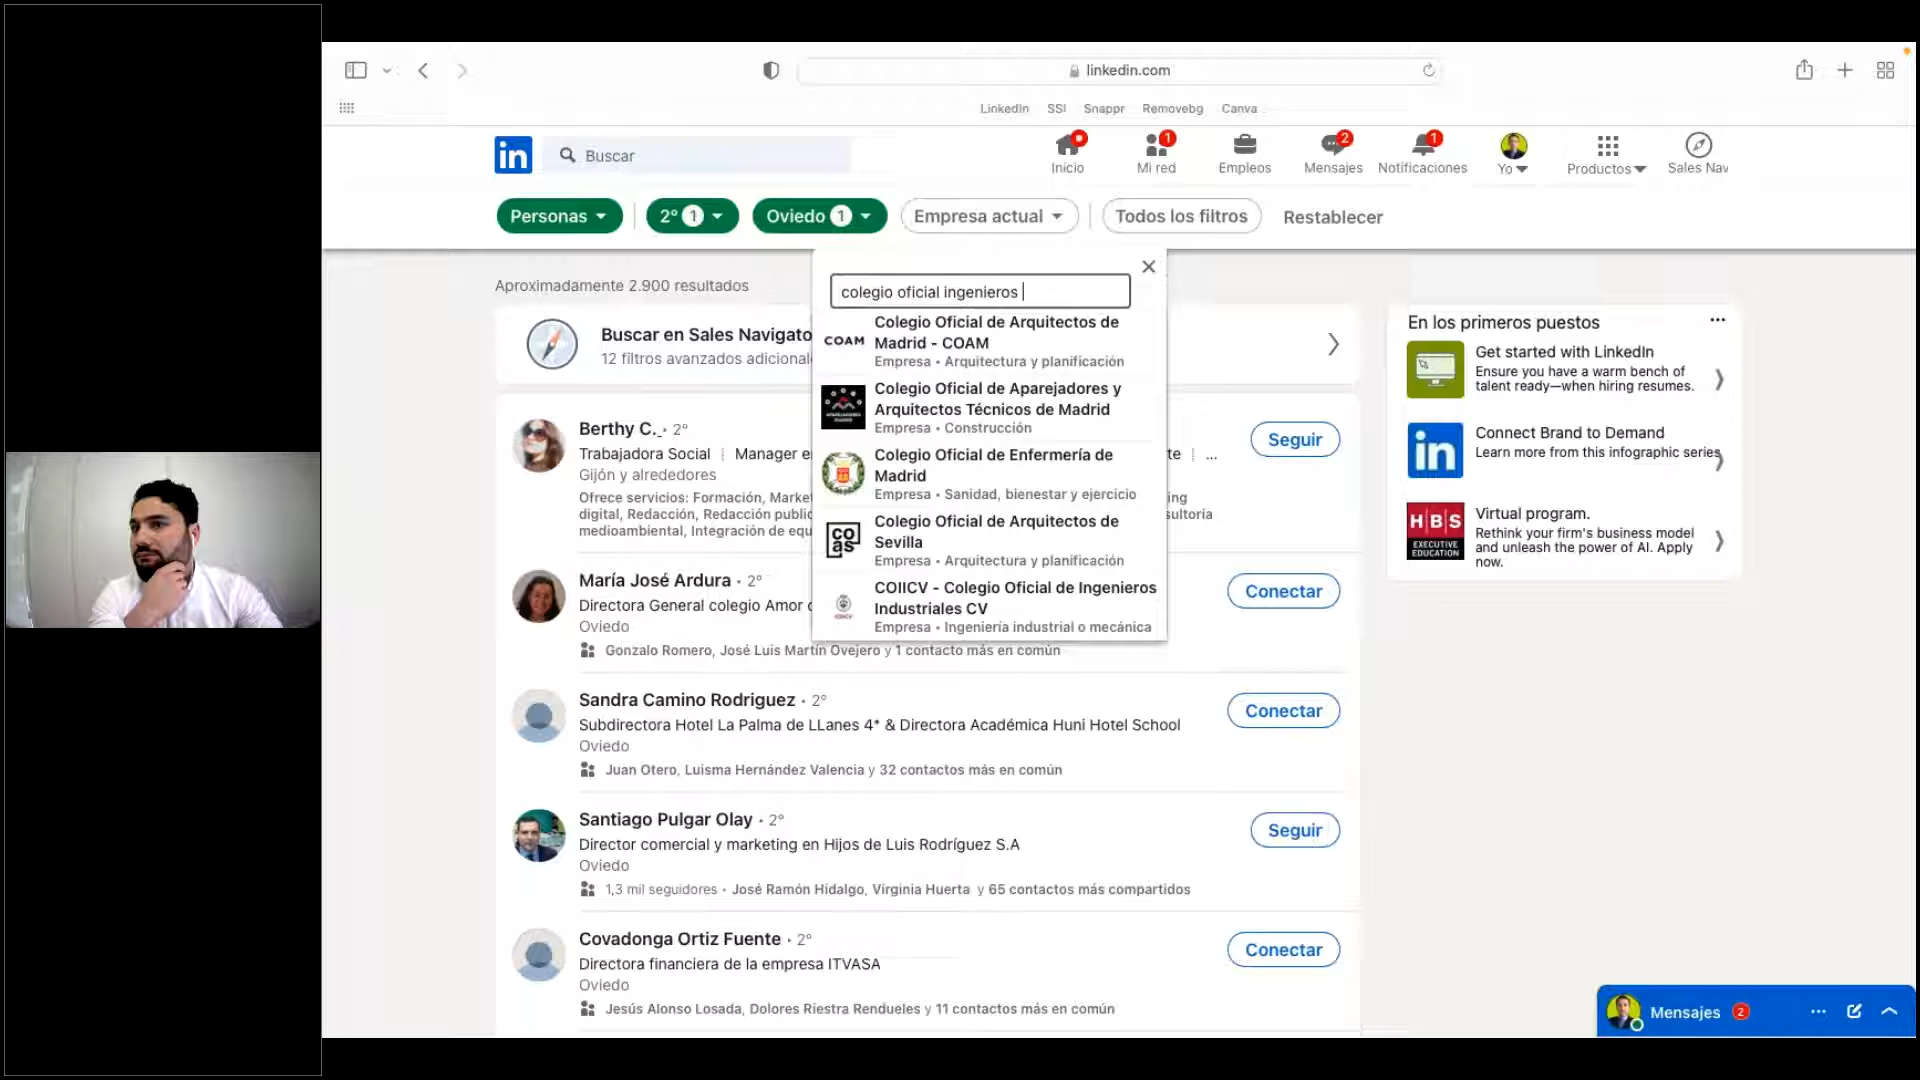 linkedin.com
LinkedIn SSI Snappr Removebg Canva
in Buscar
Inicio Mi red Empleos Mensajes Notificaciones Yo Productos Sales Nav
1 2 1
Personas 2º 1 Oviedo 1 Empresa actual Todos los filtros Restablecer
Aproximadamente 2.900 resultados
Buscar en Sales Navigato
12 filtros avanzados adicional
colegio oficial ingenieros
COAM
Colegio Oficial de Arquitectos de
Madrid - COAM
Empresa • Arquitectura y planificación
Colegio Oficial de Aparejadores y
Arquitectos Técnicos de Madrid
Empresa • Construcción
Colegio Oficial de Enfermería de
Madrid
Empresa • Sanidad, bienestar y ejercicio
coas
Colegio Oficial de Arquitectos de
Sevilla
Empresa • Arquitectura y planificación
COIICV - Colegio Oficial de Ingenieros
Industriales CV
Empresa • Ingeniería industrial o mecánica
Berthy C. • 2º
Trabajadora Social | Manager e te | ...
Gijón y alrededores
Ofrece servicios: Formación, Marke ing
digital, Redacción, Redacción public sultoría
medioambiental, Integración de equ
Seguir
María José Ardura • 2º
Directora General colegio Amor
Oviedo
Gonzalo Romero, José Luis Martín Ovejero y 1 contacto más en común
Conectar
Sandra Camino Rodriguez • 2º
Subdirectora Hotel La Palma de LLanes 4* & Directora Académica Huni Hotel School
Oviedo
Juan Otero, Luisma Hernández Valencia y 32 contactos más en común
Conectar
Santiago Pulgar Olay • 2º
Director comercial y marketing en Hijos de Luis Rodríguez S.A
Oviedo
1,3 mil seguidores • José Ramón Hidalgo, Virginia Huerta y 65 contactos más compartidos
Seguir
Covadonga Ortiz Fuente • 2º
Directora financiera de la empresa ITVASA
Oviedo
Jesús Alonso Losada, Dolores Riestra Rendueles y 11 contactos más en común
Conectar
En los primeros puestos
Get started with LinkedIn
Ensure you have a warm bench of
talent ready—when hiring resumes.
in
Connect Brand to Demand
Learn more from this infographic series
HBS
EXECUTIVE
EDUCATION
Virtual program.
Rethink your firm's business model
and unleash the power of AI. Apply
now.
Mensajes 2